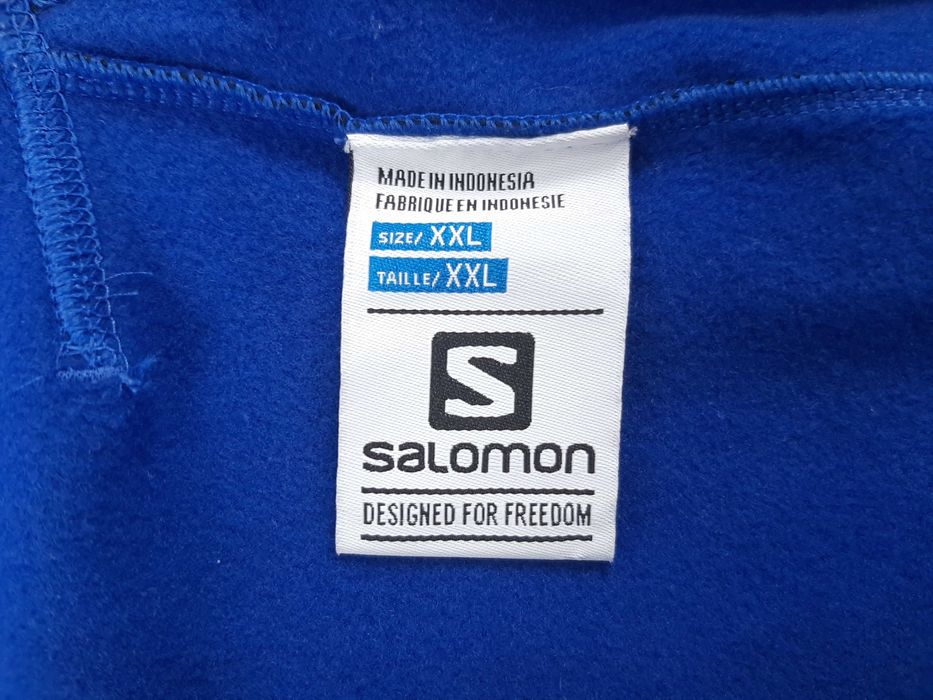 MADE IN INDONESIA
FABRIQUE EN INDONESIE
SIZE/ XXL
TAILLE/ XXL
S
SALOMON
DESIGNED FOR FREEDOM